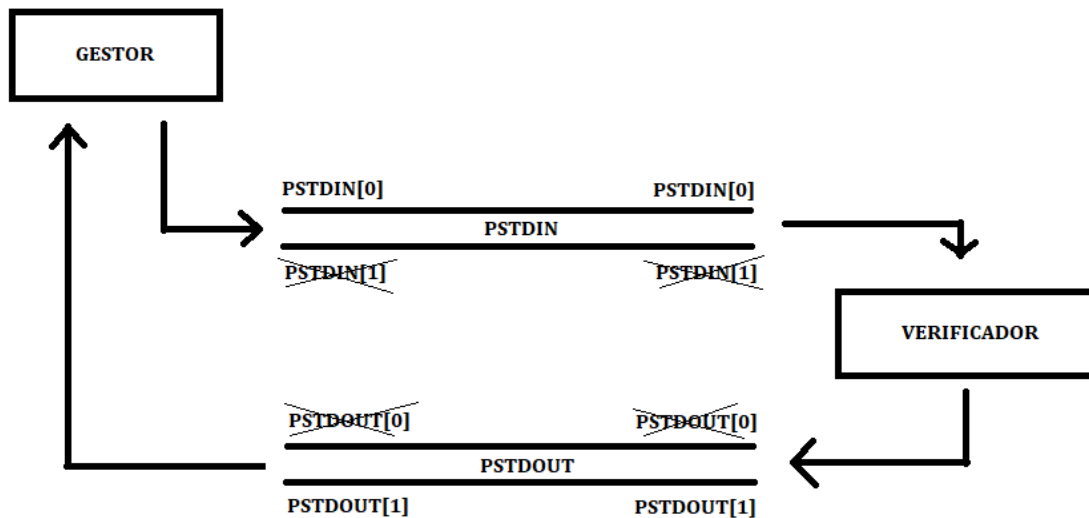 GESTOR
PSTDIN[0]
PSTDIN[0]
PSTDIN
PSTDIN[1]
PSTDIN[1]
VERIFICADOR
PSTDOUT[0]
PSTDOUT[0]
PSTDOUT
PSTDOUT[1]
PSTDOUT[1]